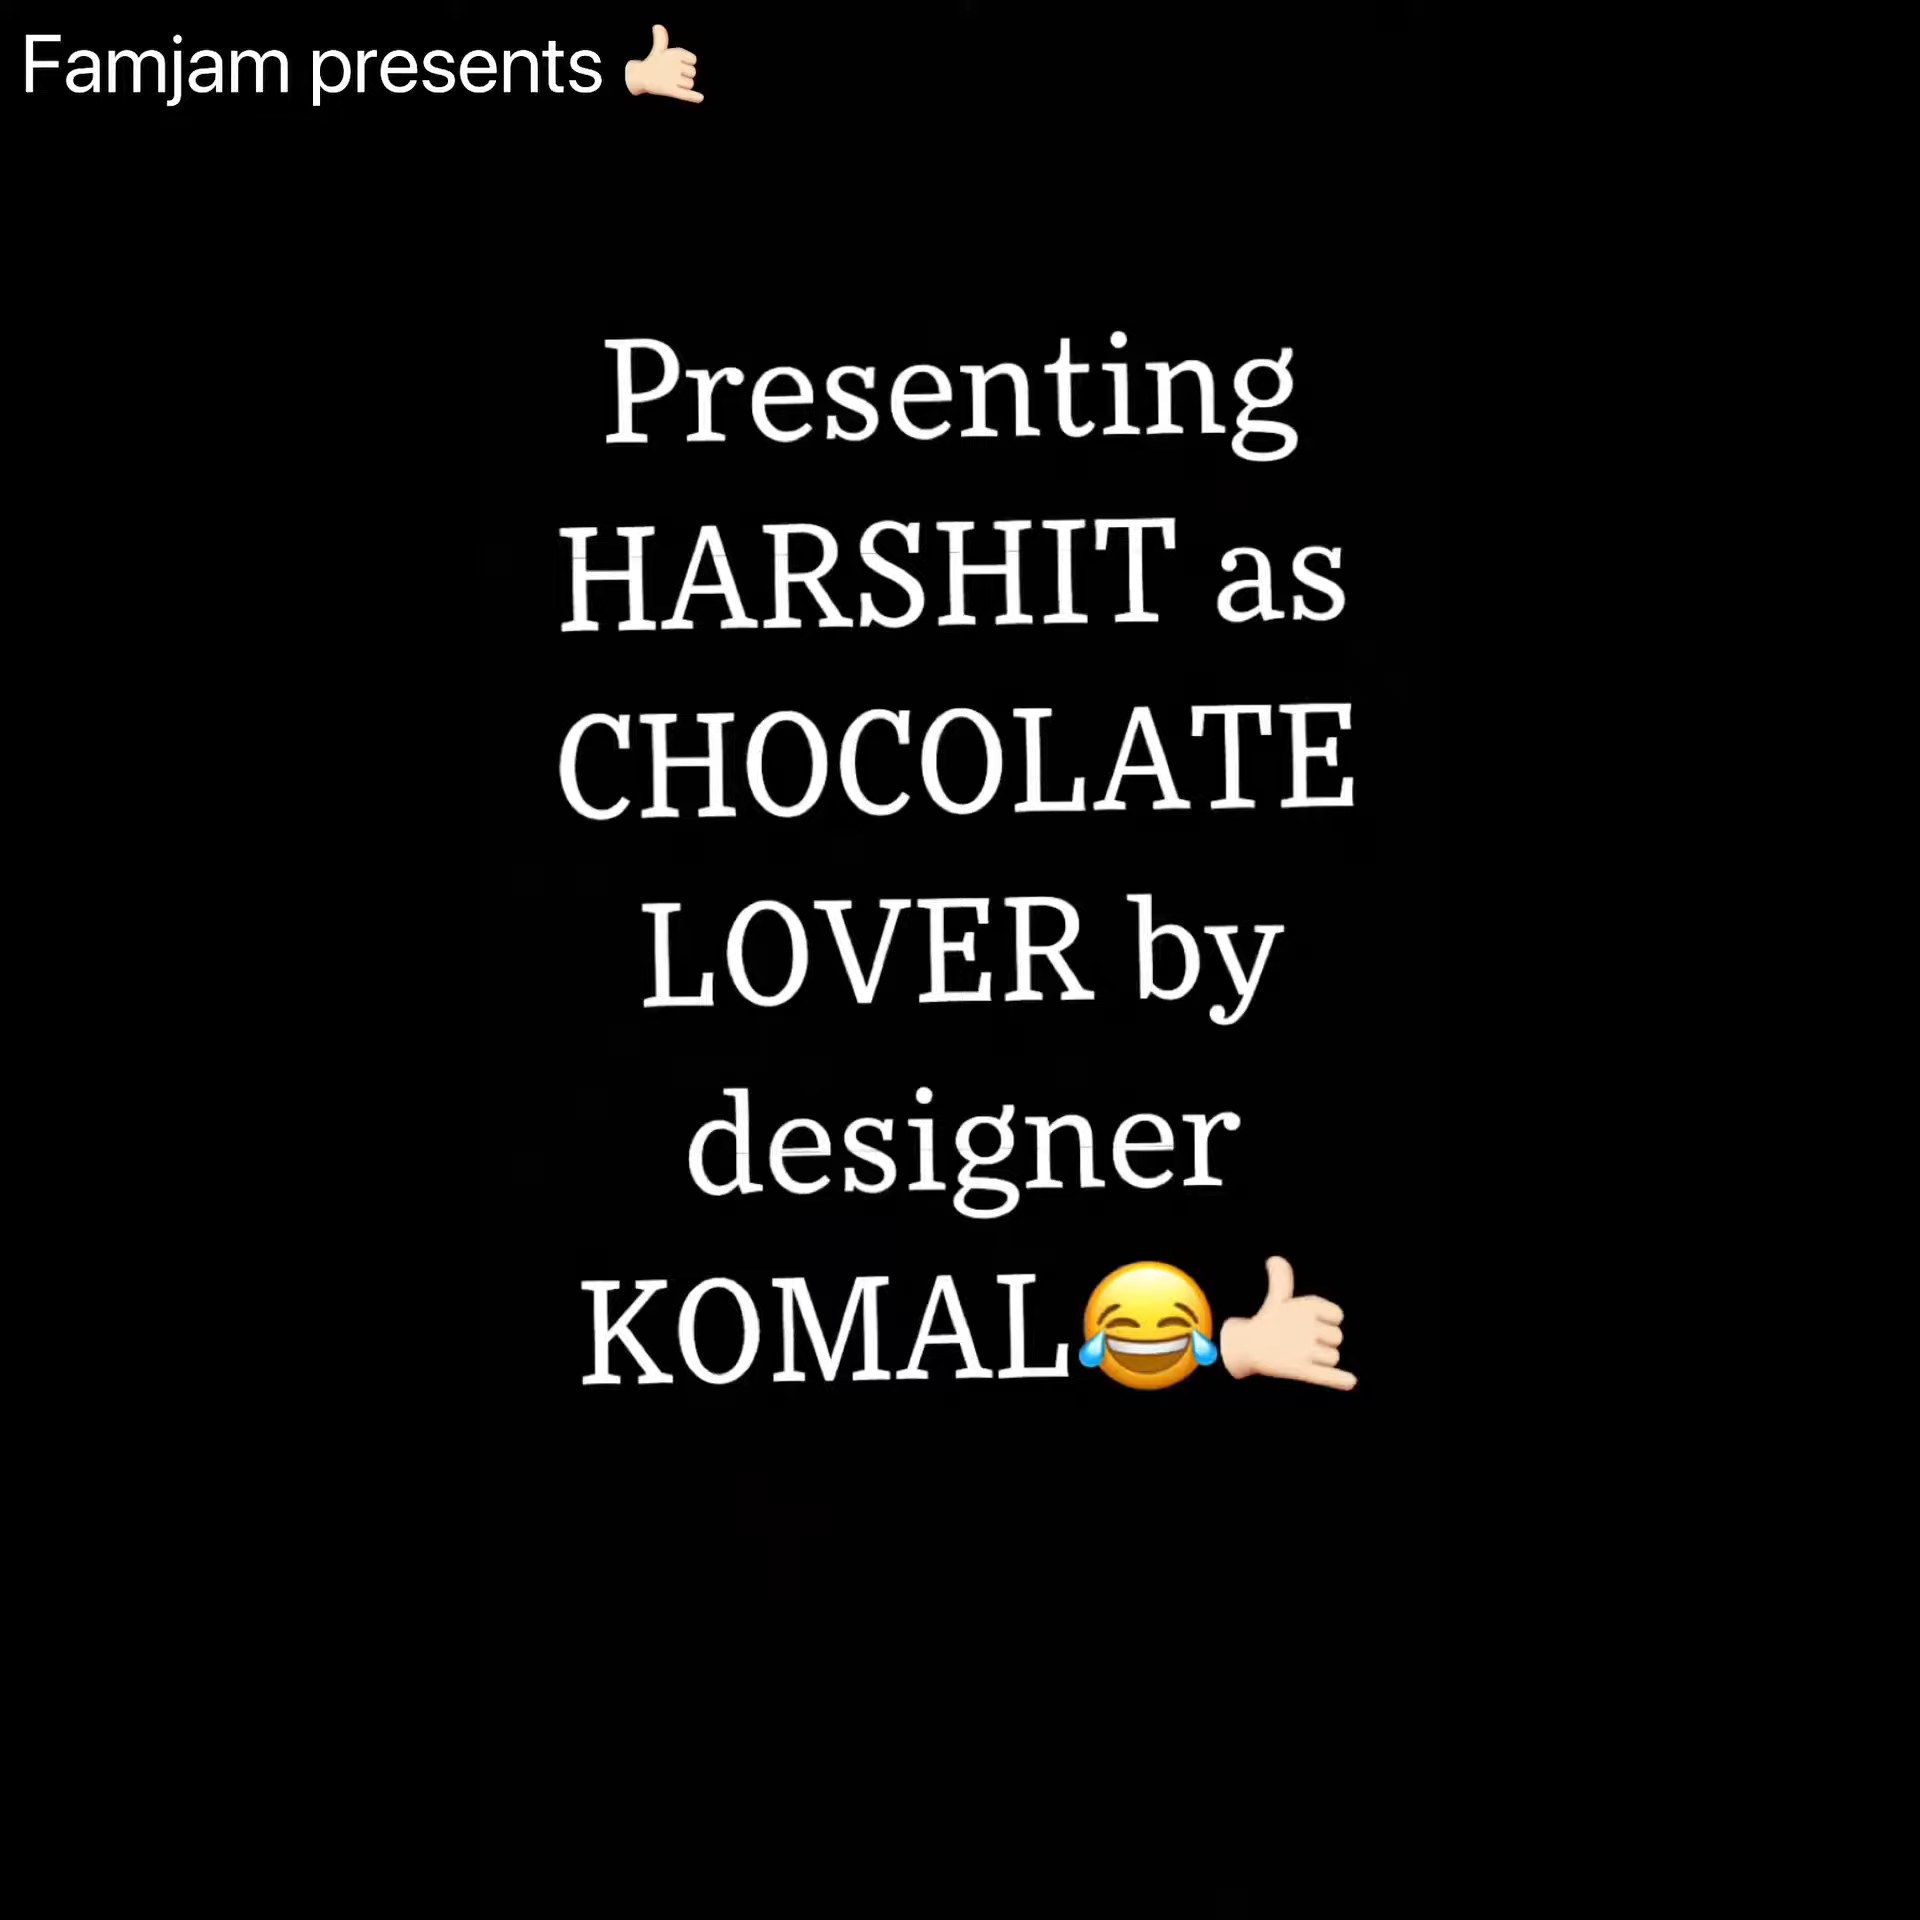 Famjam presents 🤙🏻
Presenting
HARSHIT as
CHOCOLATE
LOVER by
designer
KOMAL😂🤙🏻